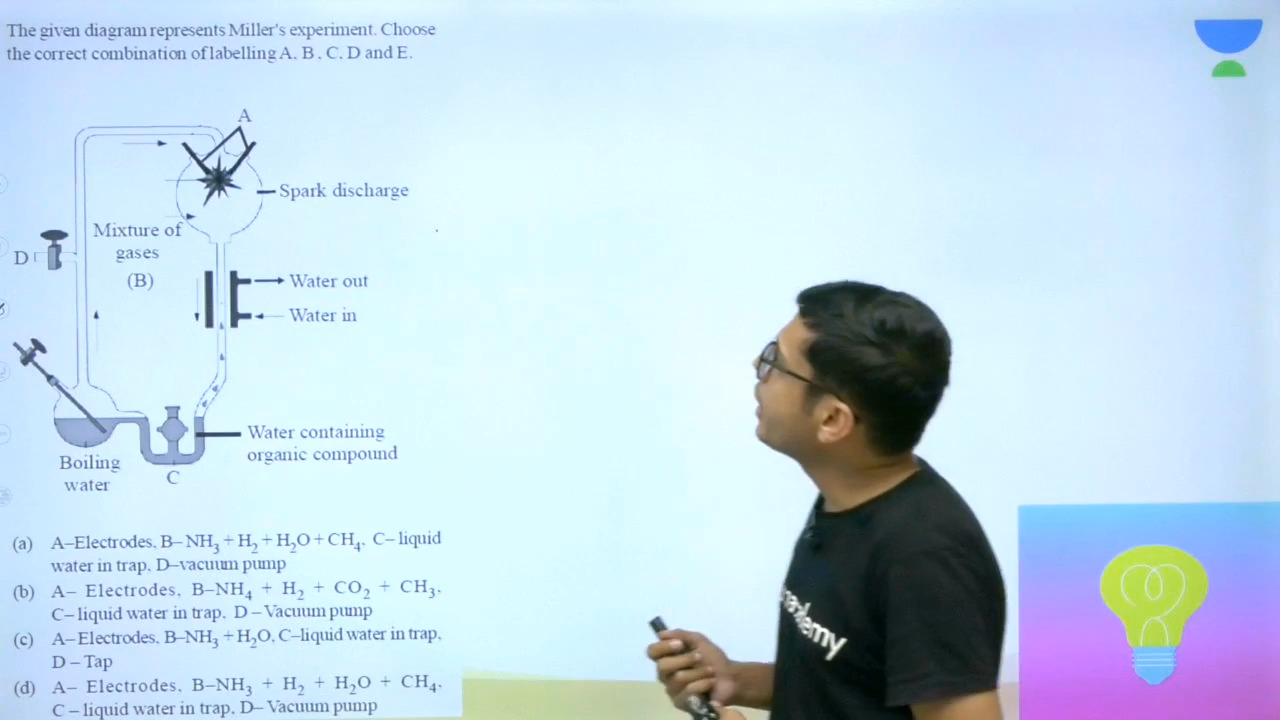 The given diagram represents Miller's experiment. Choose
the correct combination of labelling A, B, C, D and E.
A
Spark discharge
Mixture of
gases
(B)
D
Water out
Water in
Water containing
organic compound
Boiling
water
C
(a) A–Electrodes, B–NH₃+H₂+H₂O+CH₄, C–liquid
water in trap, D–vacuum pump
(b) A– Electrodes, B–NH₄ + H₂ + CO₂ + CH₃,
C–liquid water in trap, D–Vacuum pump
(c) A–Electrodes, B–NH₃+H₂O, C–liquid water in trap,
D–Tap
(d) A– Electrodes, B–NH₃ + H₂ + H₂O + CH₄,
C–liquid water in trap, D–Vacuum pump